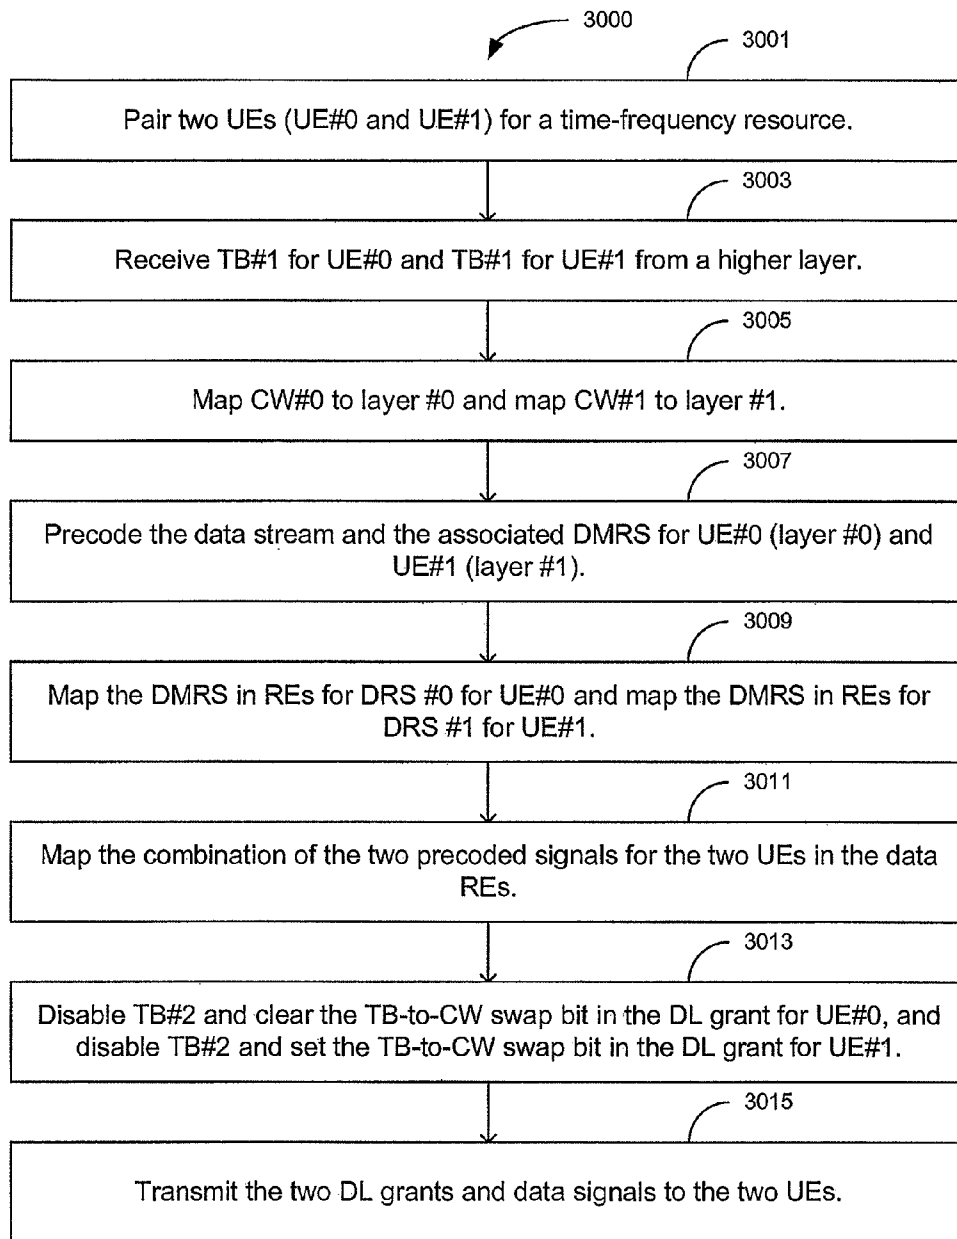 3000
3001
Pair two UEs (UE#0 and UE#1) for a time-frequency resource.
3003
Receive TB#1 for UE#0 and TB#1 for UE#1 from a higher layer.
3005
Map CW#0 to layer #0 and map CW#1 to layer #1.
3007
Precode the data stream and the associated DMRS for UE#0 (layer #0) and
UE#1 (layer #1).
3009
Map the DMRS in REs for DRS #0 for UE#0 and map the DMRS in REs for
DRS #1 for UE#1.
3011
Map the combination of the two precoded signals for the two UEs in the data
REs.
3013
Disable TB#2 and clear the TB-to-CW swap bit in the DL grant for UE#0, and
disable TB#2 and set the TB-to-CW swap bit in the DL grant for UE#1.
3015
Transmit the two DL grants and data signals to the two UEs.